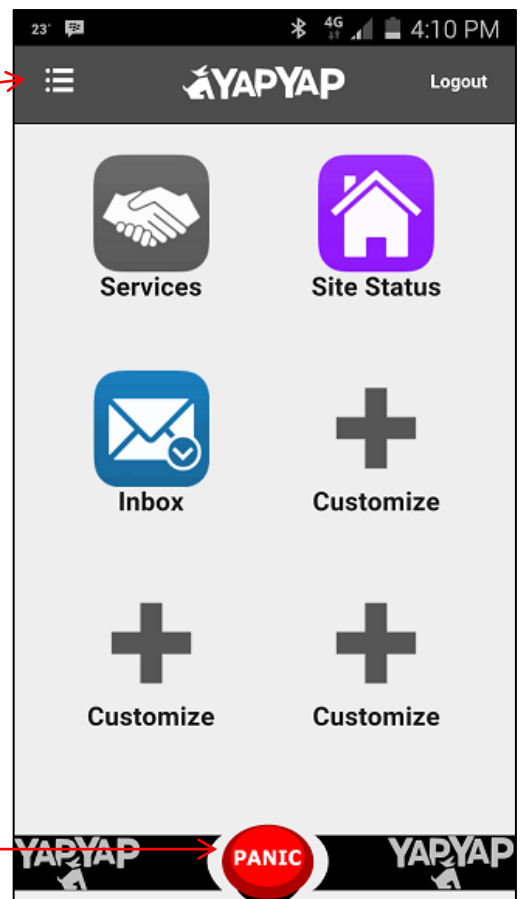 23° 4G 4:10 PM
YAPYAP Logout
Services Site Status
Inbox Customize
Customize Customize
YAPYAP PANIC YAPYAP